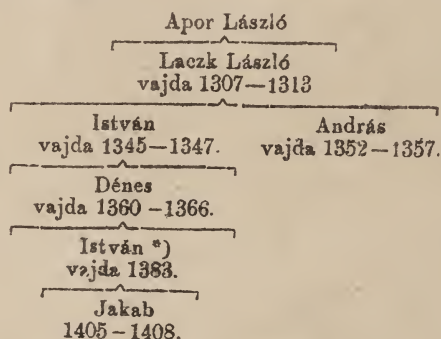 Apor László
Laczk László
vajda 1307—1313
István András
vajda 1345—1347. vajda 1352—1357.
Dénes
vajda 1360-1366.
István *)
vajda 1383.
Jakab
1405-1408.